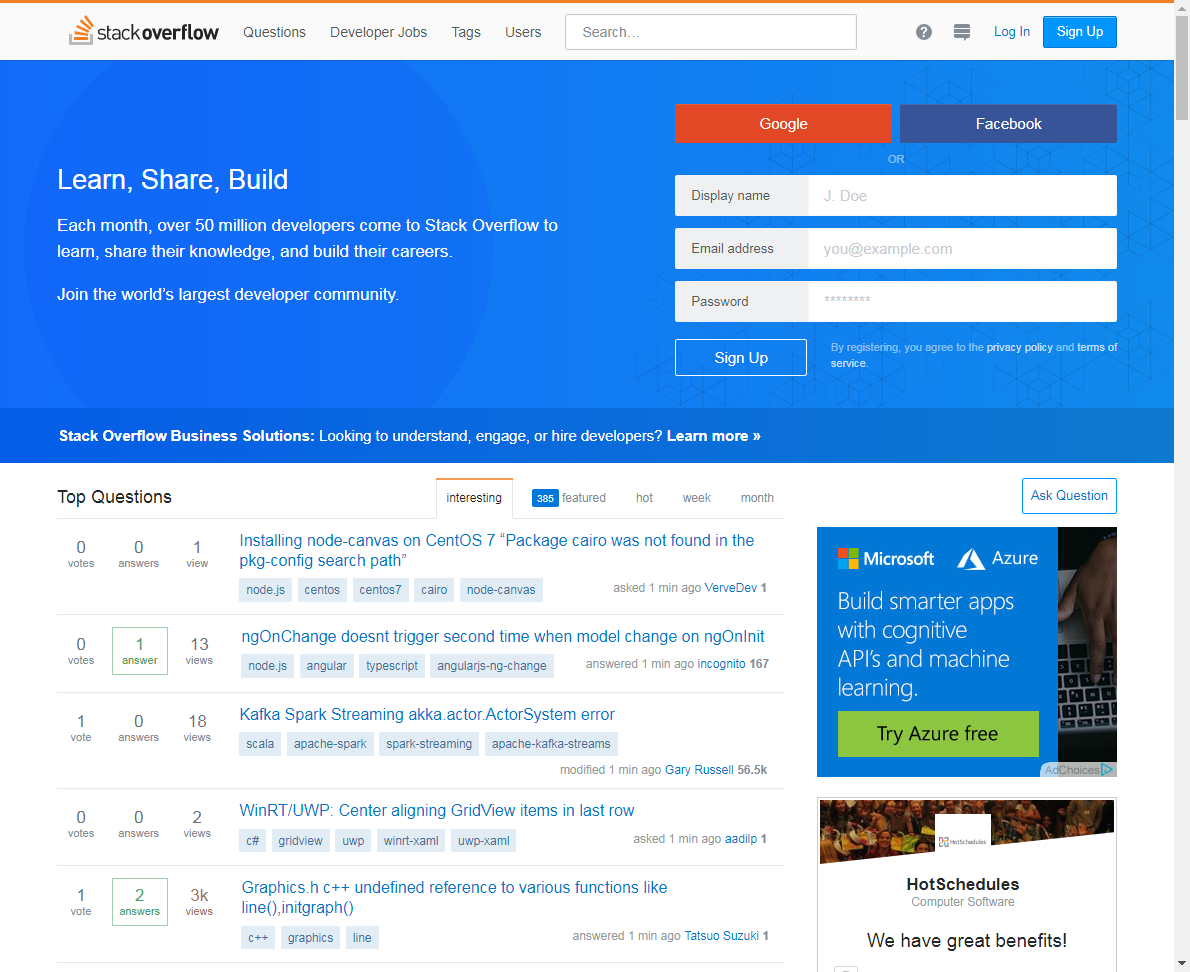 stackoverflow Questions Developer Jobs Tags Users Search… Log In Sign Up
Google Facebook
OR
Learn, Share, Build
Each month, over 50 million developers come to Stack Overflow to
learn, share their knowledge, and build their careers.
Join the world’s largest developer community.
Display name J. Doe
Email address you@example.com
Password ********
Sign Up
By registering, you agree to the privacy policy and terms of
service.
Stack Overflow Business Solutions: Looking to understand, engage, or hire developers? Learn more »
Top Questions interesting 385 featured hot week month
Ask Question
0 votes 0 answers 1 view
Installing node-canvas on CentOS 7 “Package cairo was not found in the
pkg-config search path”
node.js centos centos7 cairo node-canvas
asked 1 min ago VerveDev 1
0 votes 1 answer 13 views
ngOnChange doesnt trigger second time when model change on ngOnInit
node.js angular typescript angularjs-ng-change
answered 1 min ago incognito 167
1 vote 0 answers 18 views
Kafka Spark Streaming akka.actor.ActorSystem error
scala apache-spark spark-streaming apache-kafka-streams
modified 1 min ago Gary Russell 56.5k
0 votes 0 answers 2 views
WinRT/UWP: Center aligning GridView items in last row
c# gridview uwp winrt-xaml uwp-xaml
asked 1 min ago aadilp 1
1 vote 2 answers 3k views
Graphics.h c++ undefined reference to various functions like
line(),initgraph()
c++ graphics line
answered 1 min ago Tatsuo Suzuki 1
Microsoft Azure
Build smarter apps
with cognitive
API’s and machine
learning.
Try Azure free
AdChoices
HotSchedules
HotSchedules
Computer Software
We have great benefits!